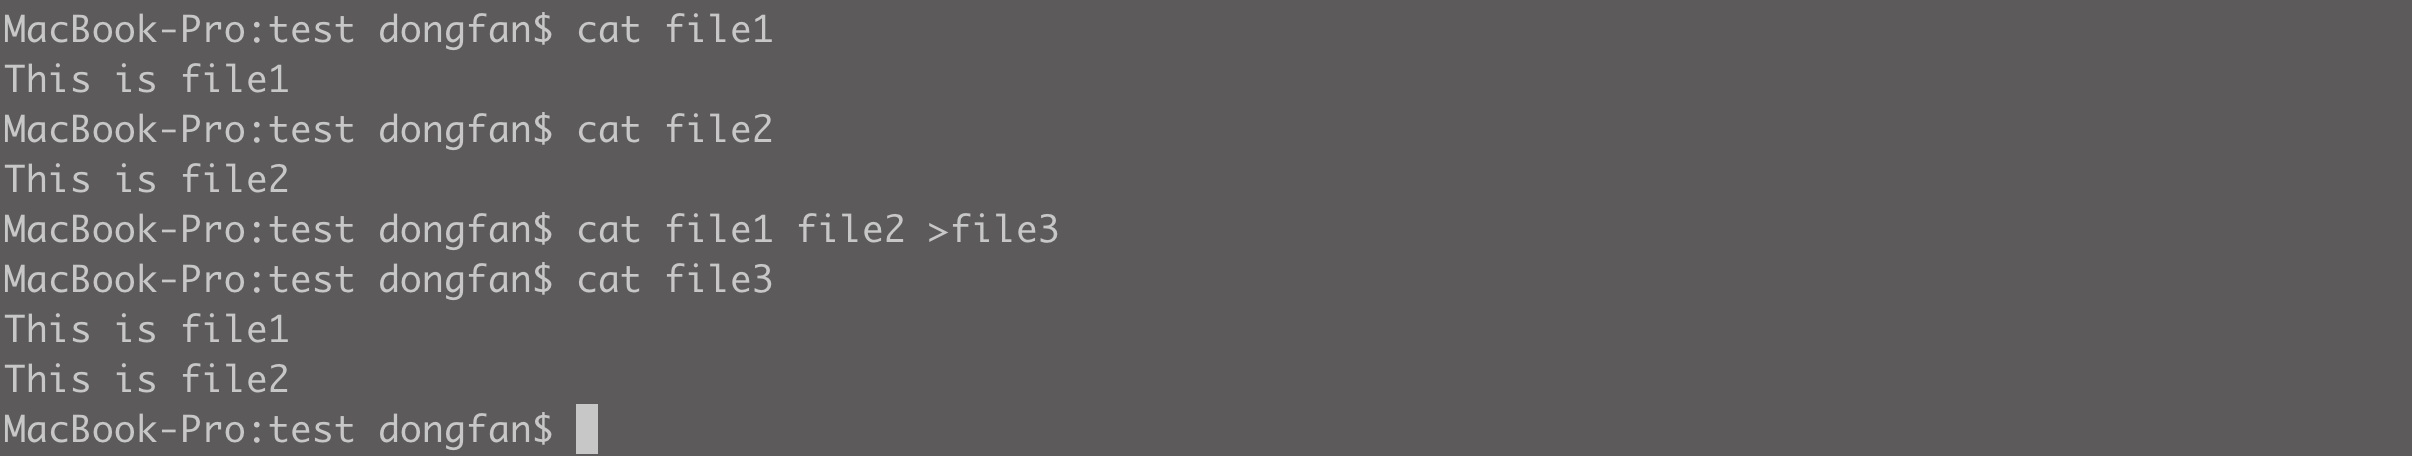 MacBook-Pro:test dongfan$ cat file1
This is file1
MacBook-Pro:test dongfan$ cat file2
This is file2
MacBook-Pro:test dongfan$ cat file1 file2 >file3
MacBook-Pro:test dongfan$ cat file3
This is file1
This is file2
MacBook-Pro:test dongfan$